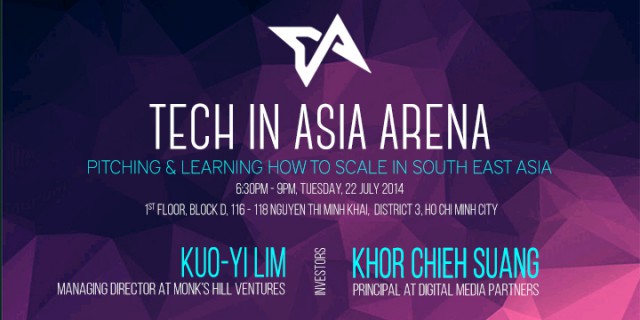 TECH IN ASIA ARENA
PITCHING & LEARNING HOW TO SCALE IN SOUTH EAST ASIA
6:30PM - 9PM, TUESDAY, 22 JULY 2014
1ST FLOOR, BLOCK D, 116 - 118 NGUYEN THI MINH KHAI, DISTRICT 3, HO CHI MINH CITY
KUO-YI LIM
MANAGING DIRECTOR AT MONK'S HILL VENTURES
INVESTORS
KHOR CHIEH SUANG
PRINCIPAL AT DIGITAL MEDIA PARTNERS